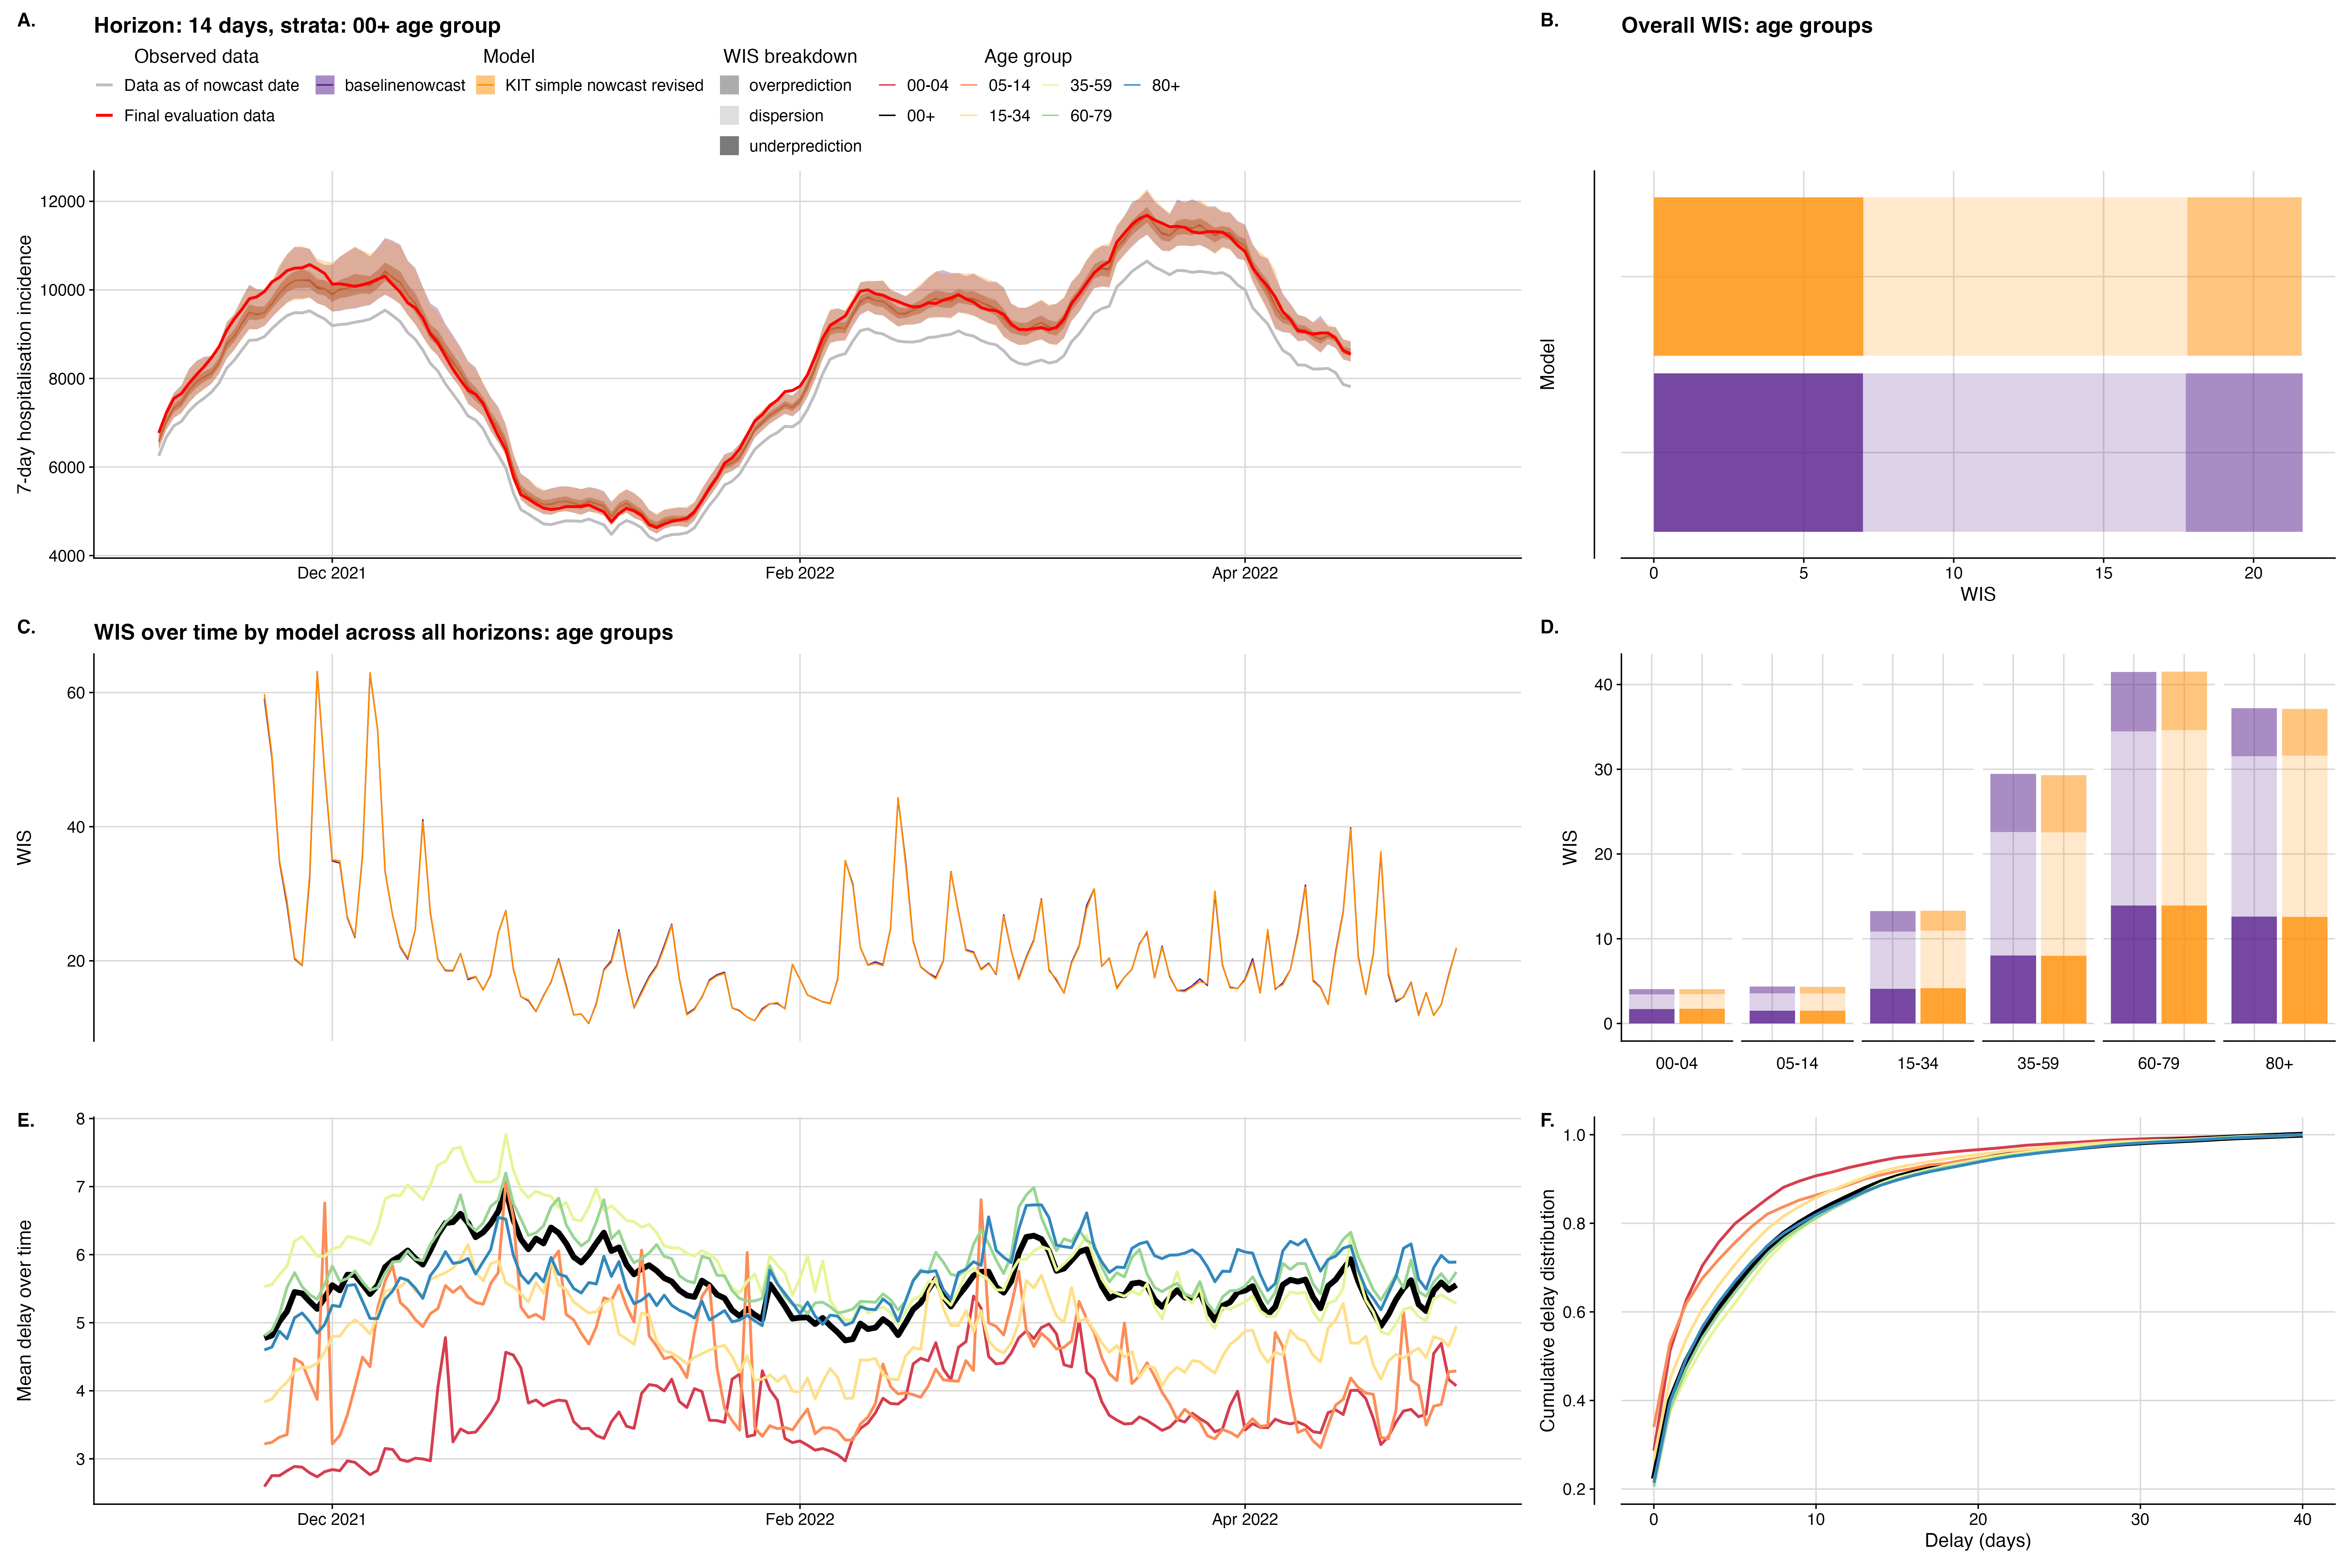 A.
Horizon: 14 days, strata: 00+ age group
Observed data
Data as of nowcast date
Final evaluation data
Model
baselinenowcast
KIT simple nowcast revised
WIS breakdown
overprediction
dispersion
underprediction
Age group
00-04
00+
05-14
15-34
35-59
60-79
80+
7-day hospitalisation incidence
12000
10000
8000
6000
4000
Dec 2021
Feb 2022
Apr 2022
B.
Overall WIS: age groups
Model
0
5
10
15
20
WIS
C.
WIS over time by model across all horizons: age groups
WIS
60
40
20
D.
WIS
40
30
20
10
0
00-04
05-14
15-34
35-59
60-79
80+
E.
Mean delay over time
8
7
6
5
4
3
Dec 2021
Feb 2022
Apr 2022
F.
Cumulative delay distribution
1.0
0.8
0.6
0.4
0.2
0
10
20
30
40
Delay (days)